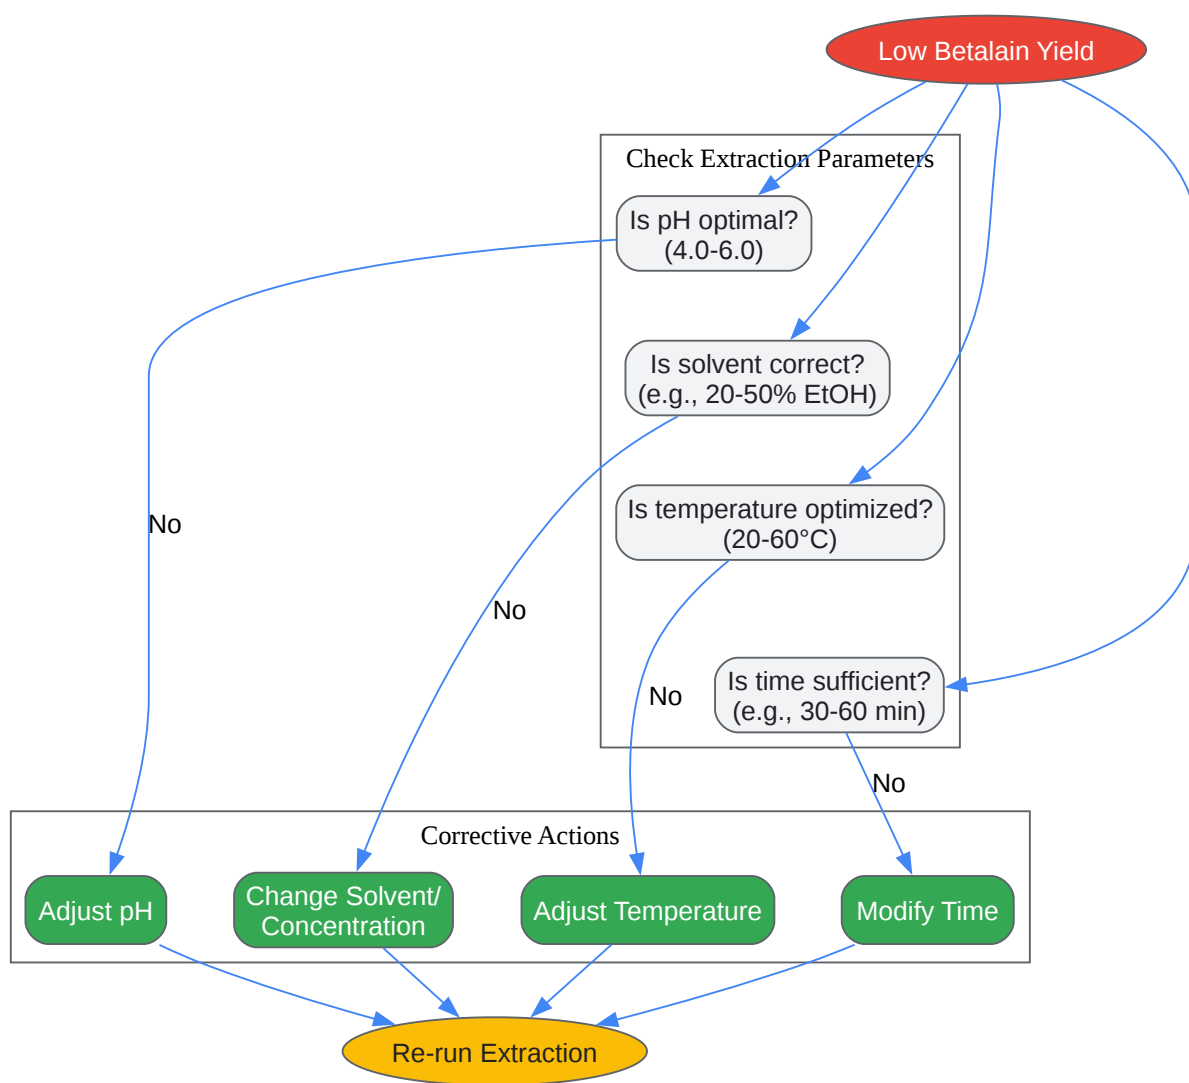 Low Betalain Yield
Check Extraction Parameters
Is pH optimal?
(4.0-6.0)
Is solvent correct?
(e.g., 20-50% EtOH)
Is temperature optimized?
(20-60°C)
No
No
Is time sufficient?
(e.g., 30-60 min)
No
No
Corrective Actions
Adjust pH
Change Solvent/
Concentration
Adjust Temperature
Modify Time
Re-run Extraction